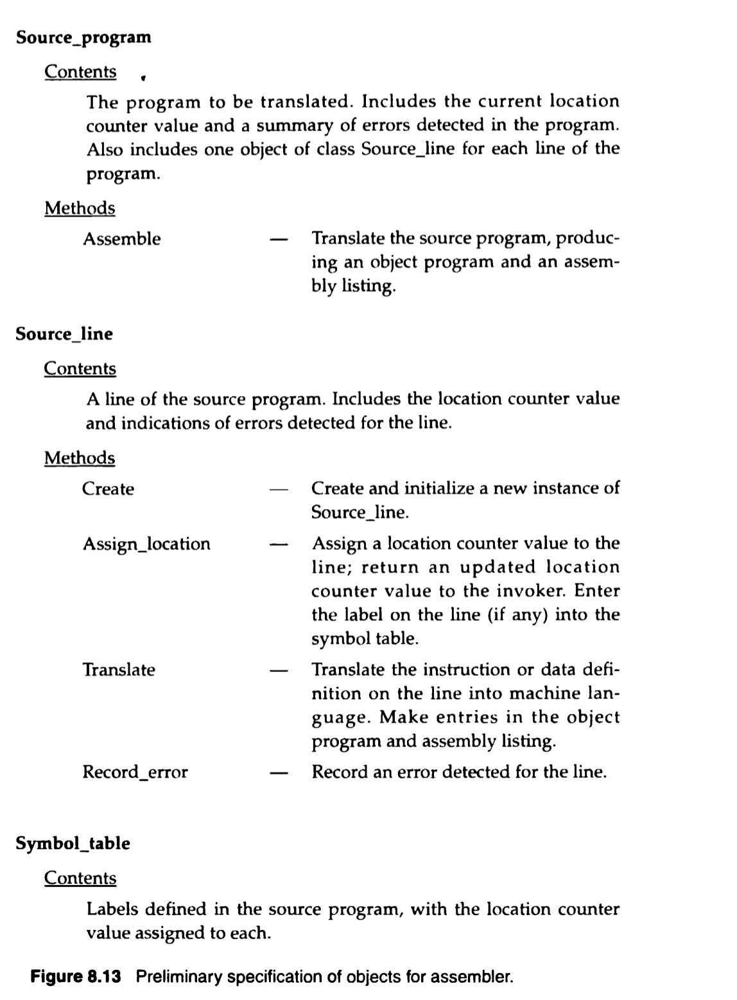 Source_program
Contents
The program to be translated. Includes the current location
counter value and a summary of errors detected in the program.
Also includes one object of class Source_line for each line of the
program.
Methods
Assemble — Translate the source program, produc-
ing an object program and an assem-
bly listing.
Source_line
Contents
A line of the source program. Includes the location counter value
and indications of errors detected for the line.
Methods
Create — Create and initialize a new instance of
Source_line.
Assign_location — Assign a location counter value to the
line; return an updated location
counter value to the invoker. Enter
the label on the line (if any) into the
symbol table.
Translate — Translate the instruction or data defi-
nition on the line into machine lan-
guage. Make entries in the object
program and assembly listing.
Record_error — Record an error detected for the line.
Symbol_table
Contents
Labels defined in the source program, with the location counter
value assigned to each.
Figure 8.13 Preliminary specification of objects for assembler.